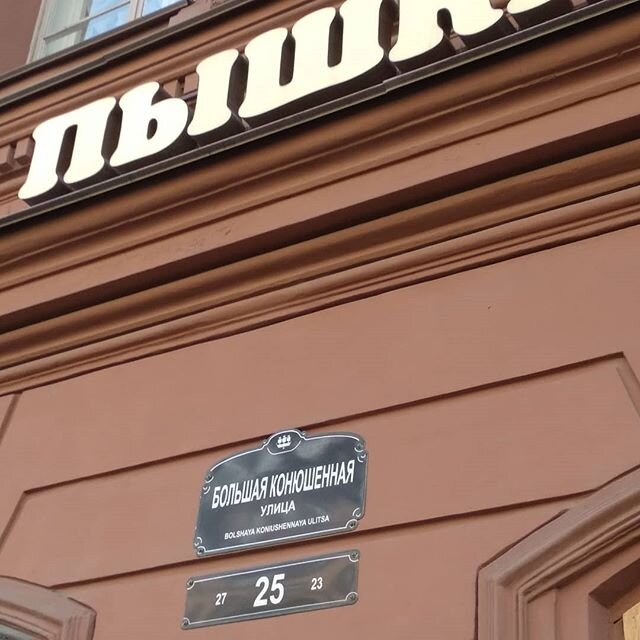 ПЫШК
БОЛЬШАЯ КОНЮШЕННАЯ
УЛИЦА
BOLSHAYA KONIUSHENNAYA ULITSA
27 25 23